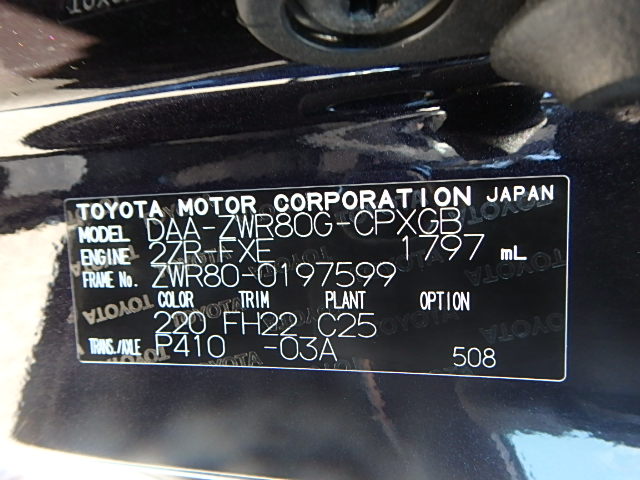 TOYOTA MOTOR CORPORATION JAPAN
MODEL DAA-ZWR80G-CPXGB
ENGINE 2ZR-FXE 1797 mL
FRAME No. ZWR80-0197599
COLOR TRIM PLANT OPTION
220 FH22 C25
TRANS./AXLE P410 -03A 508